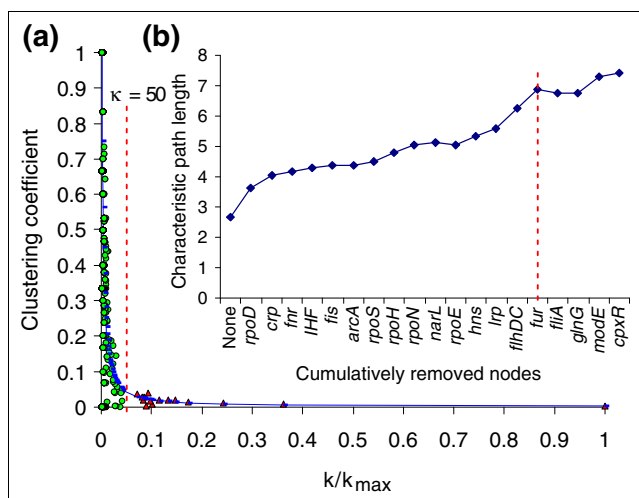 (a)
(b)
Clustering coefficient
1
0.9
0.8
0.7
0.6
0.5
0.4
0.3
0.2
0.1
0
κ = 50
0 0.1 0.2 0.3 0.4 0.5 0.6 0.7 0.8 0.9 1
k/kmax
Characteristic path length
8
7
6
5
4
3
2
1
0
None
rpoD
crp
fnr
IHF
fis
arcA
rpoS
rpoH
rpoN
narL
rpoE
hns
lrp
flhDC
fur
fliA
glnG
modE
cpxR
Cumulatively removed nodes